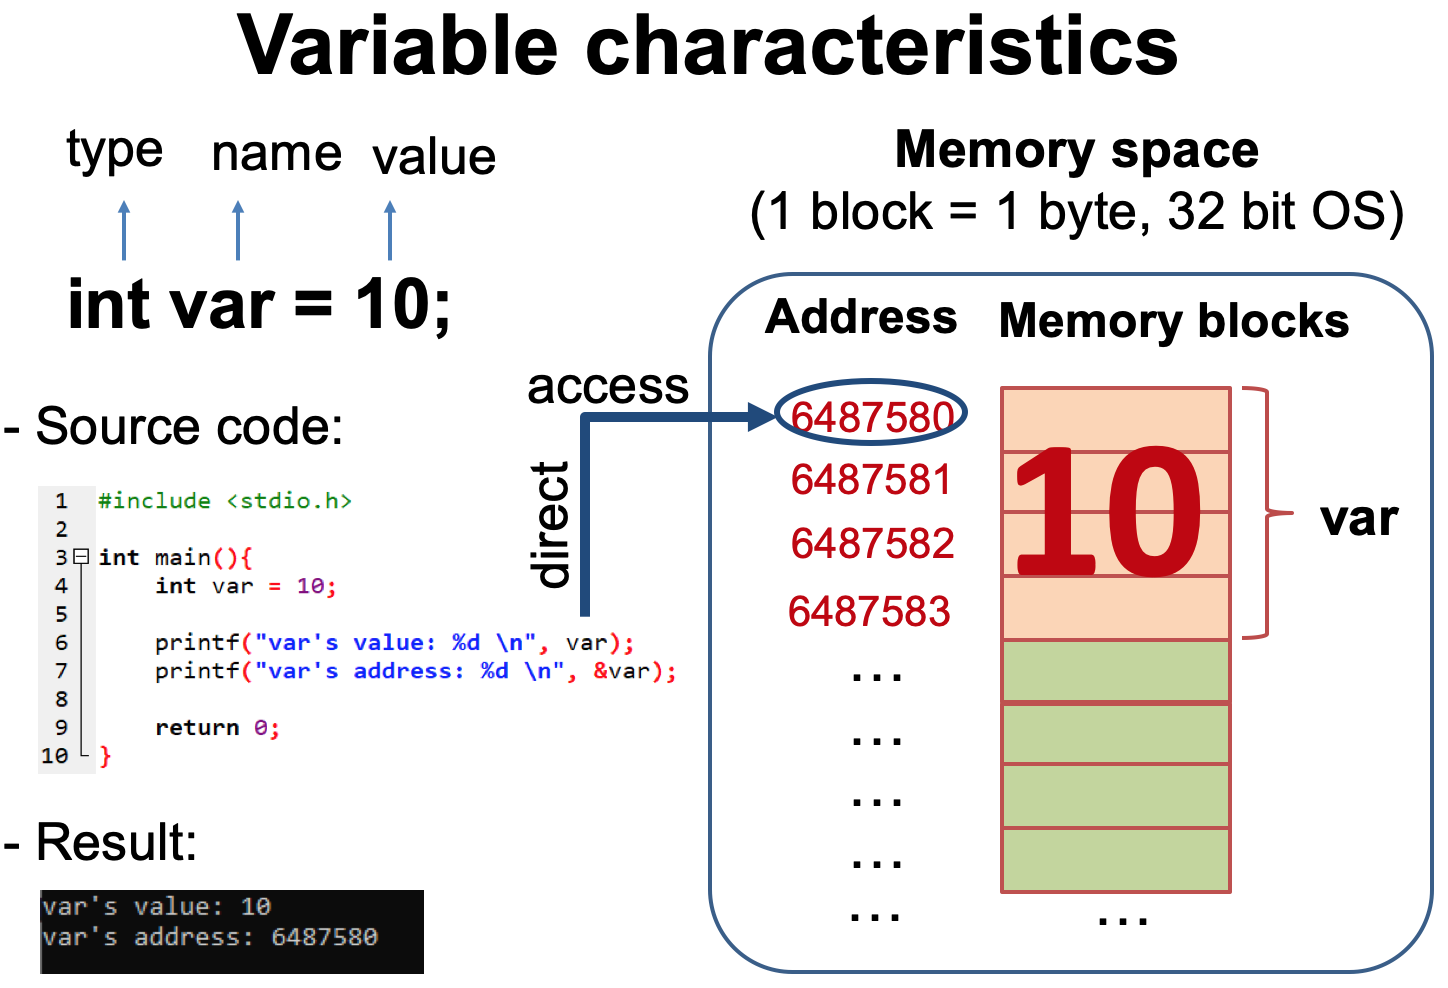 Variable characteristics
type name value
int var = 10;
- Source code:
1 #include <stdio.h>
2
3 int main(){
4 int var = 10;
5
6 printf("var's value: %d \n", var);
7 printf("var's address: %d \n", &var);
8
9 return 0;
10 }
- Result:
var's value: 10
var's address: 6487580
direct
access
Memory space
(1 block = 1 byte, 32 bit OS)
Address Memory blocks
6487580
6487581
6487582
6487583
...
...
...
...
... ...
10
var